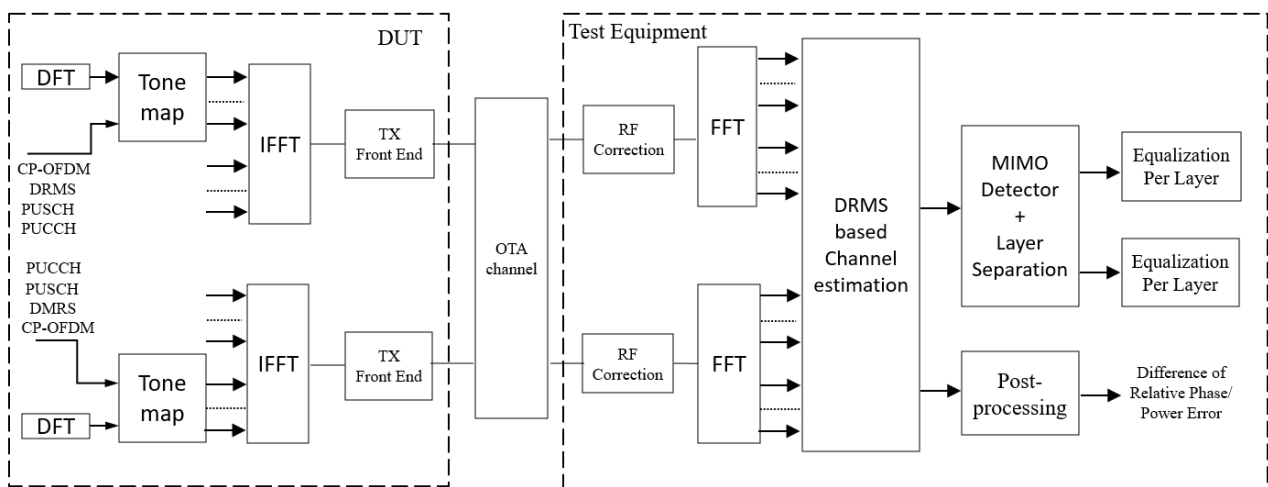 DUT
DFT
Tone
map
CP-OFDM
DRMS
PUSCH
PUCCH
IFFT
TX
Front End
PUCCH
PUSCH
DMRS
CP-OFDM
DFT
Tone
map
IFFT
TX
Front End
OTA
channel
Test Equipment
RF
Correction
FFT
RF
Correction
FFT
DRMS
based
Channel
estimation
MIMO
Detector
+
Layer
Separation
Equalization
Per Layer
Equalization
Per Layer
Post-
processing
Difference of
Relative Phase/
Power Error